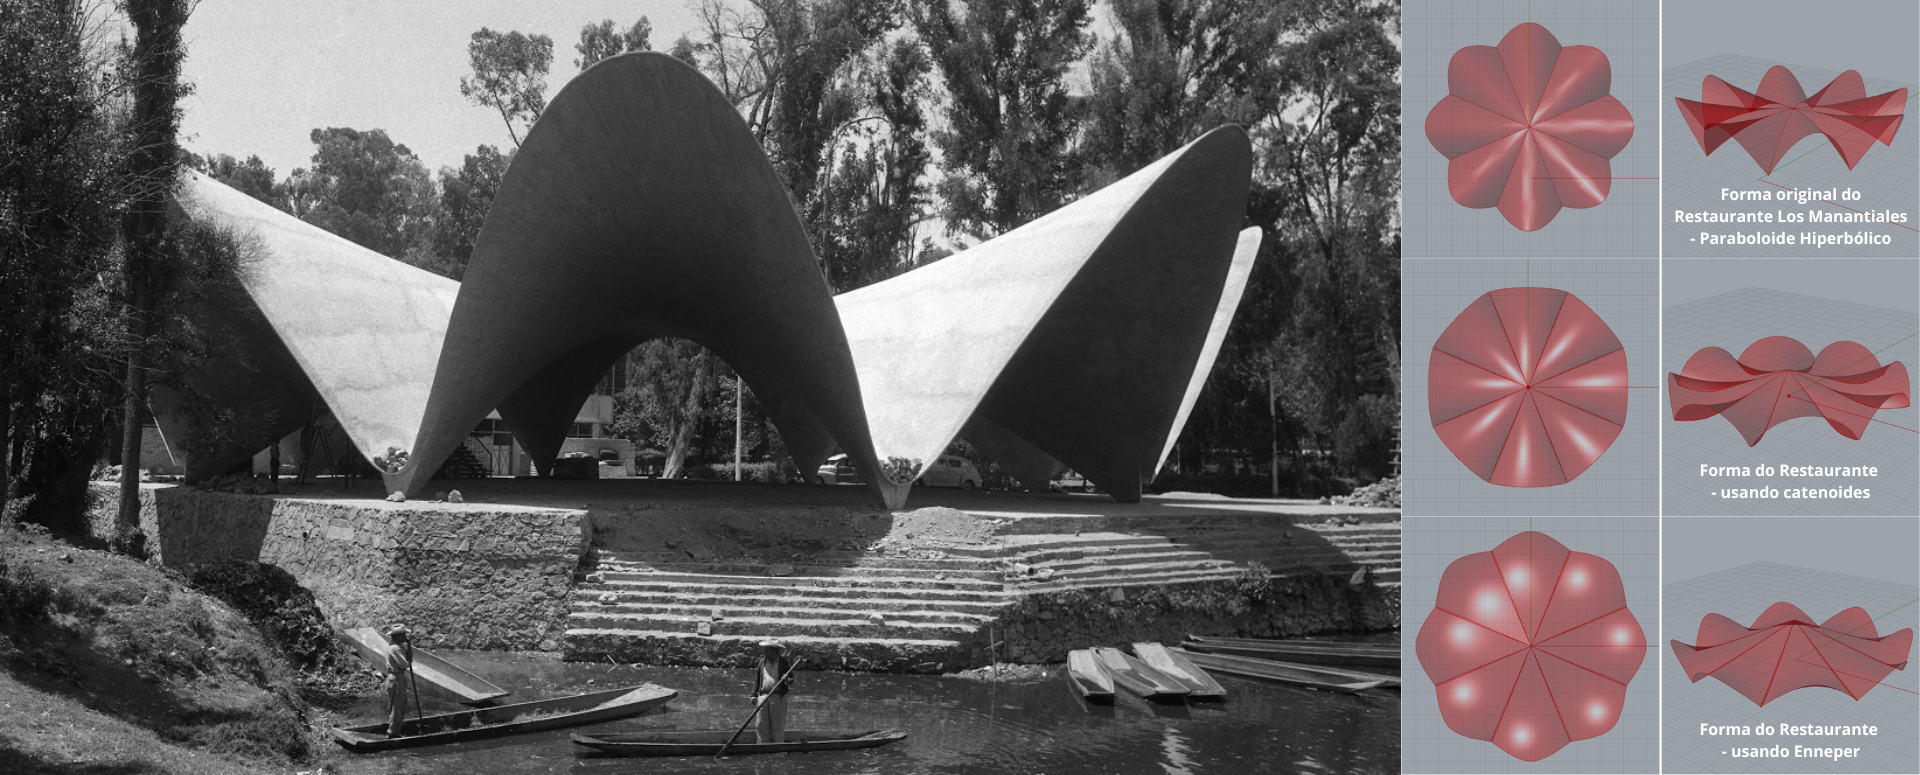 Forma original do
Restaurante Los Manantiales
- Paraboloide Hiperbólico
Forma do Restaurante
- usando catenoides
Forma do Restaurante
- usando Enneper